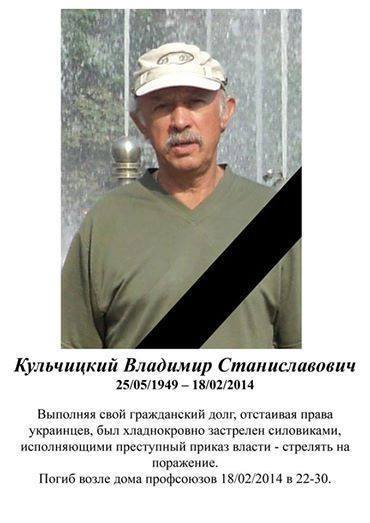 Кульчицкий Владимир Станиславович
25/05/1949 – 18/02/2014
Выполняя свой гражданский долг, отстаивая права
украинцев, был хладнокровно застрелен силовиками,
исполняющими преступный приказ власти - стрелять на
поражение.
Погиб возле дома профсоюзов 18/02/2014 в 22-30.